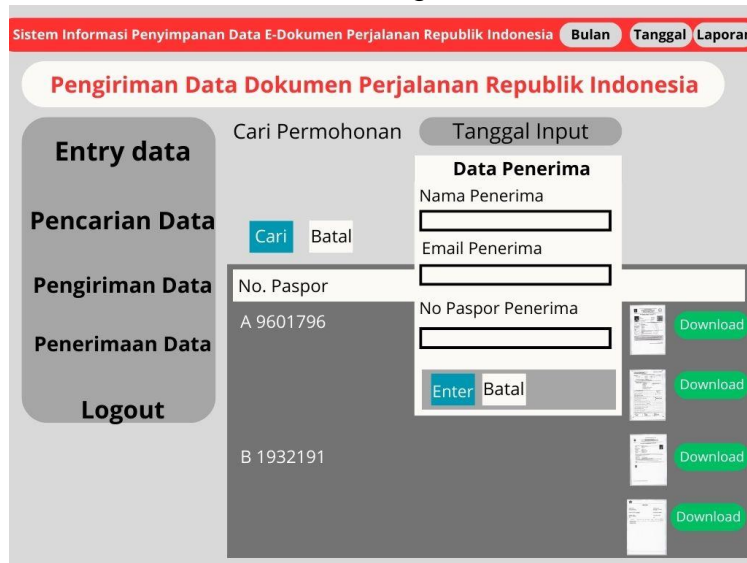 Sistem Informasi Penyimpanan Data E-Dokumen Perjalanan Republik Indonesia Bulan Tanggal Laporan
Pengiriman Data Dokumen Perjalanan Republik Indonesia
Entry data
Pencarian Data
Pengiriman Data
Penerimaan Data
Logout
Cari Permohonan Tanggal Input
Cari Batal
Data Penerima
Nama Penerima
Email Penerima
No Paspor Penerima
Enter Batal
No. Paspor
A 9601796 Download
Download
B 1932191 Download
Download